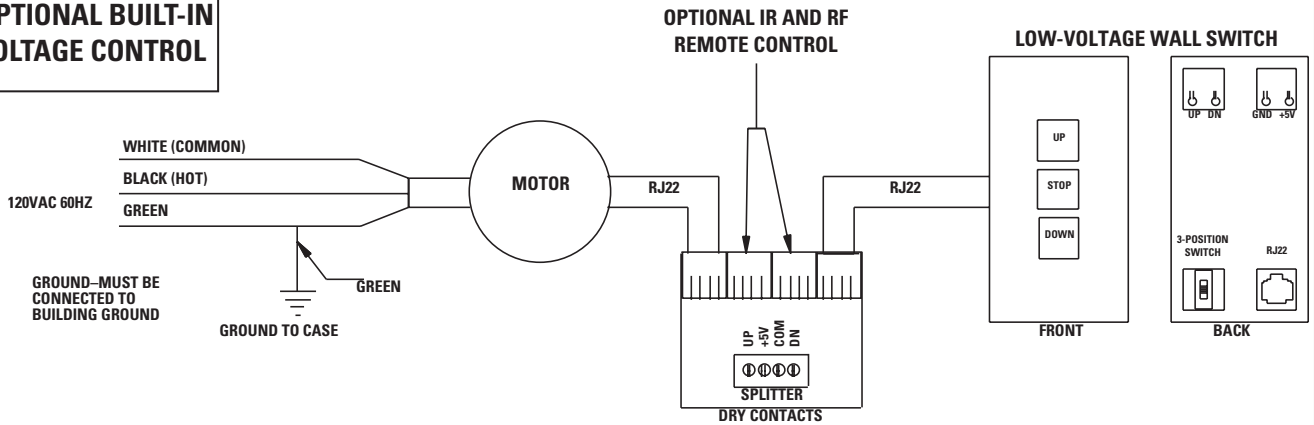 PTIONAL BUILT-IN
OLTAGE CONTROL
OPTIONAL IR AND RF
REMOTE CONTROL
LOW-VOLTAGE WALL SWITCH
120VAC 60HZ
WHITE (COMMON)
BLACK (HOT)
GREEN
GREEN
GROUND–MUST BE
CONNECTED TO
BUILDING GROUND
GROUND TO CASE
MOTOR
RJ22
RJ22
UP
+5V
COM
DN
SPLITTER
DRY CONTACTS
UP
STOP
DOWN
FRONT
UP DN
GND +5V
3-POSITION
SWITCH
RJ22
BACK